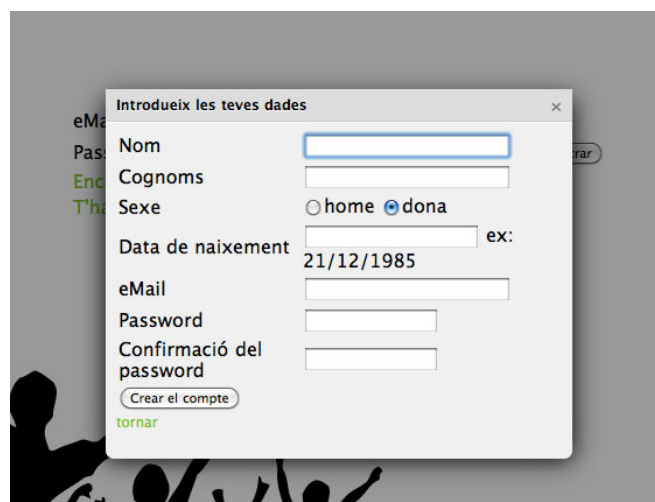 Introdueix les teves dades ×
eMa
Nom
Pas
rar)
Cognoms
Enc
T'ha
Sexe home dona
Data de naixement ex:
21/12/1985
eMail
Password
Confirmació del
password
Crear el compte
tornar